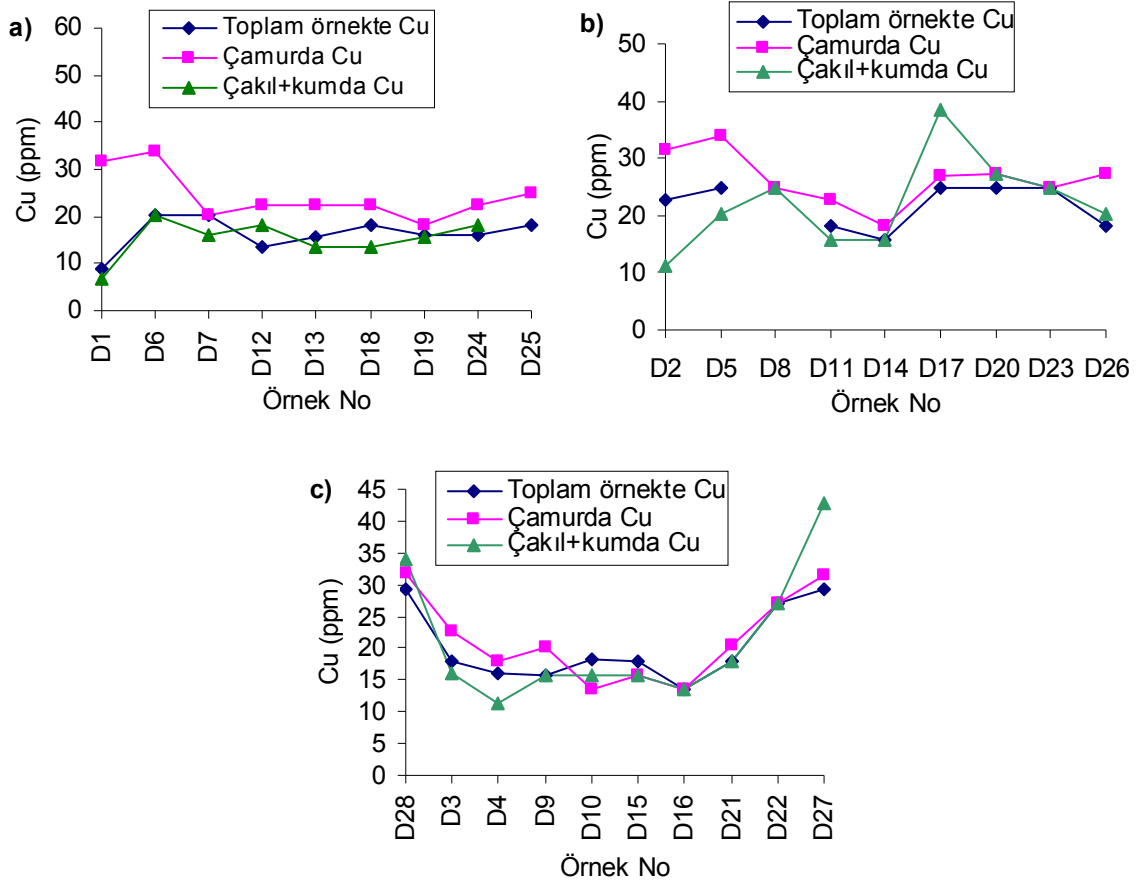 a)
Toplam örnekte Cu
Çamurda Cu
Çakıl+kumda Cu
60
50
40
30
20
10
0
Cu (ppm)
D1 D6 D7 D12 D13 D18 D19 D24 D25
Örnek No
b)
Toplam örnekte Cu
Çamurda Cu
Çakıl+kumda Cu
50
40
30
20
10
0
Cu (ppm)
D2 D5 D8 D11 D14 D17 D20 D23 D26
Örnek No
c)
Toplam örnekte Cu
Çamurda Cu
Çakıl+kumda Cu
45
40
35
30
25
20
15
10
5
0
Cu (ppm)
D28 D3 D4 D9 D10 D15 D16 D21 D22 D27
Örnek No